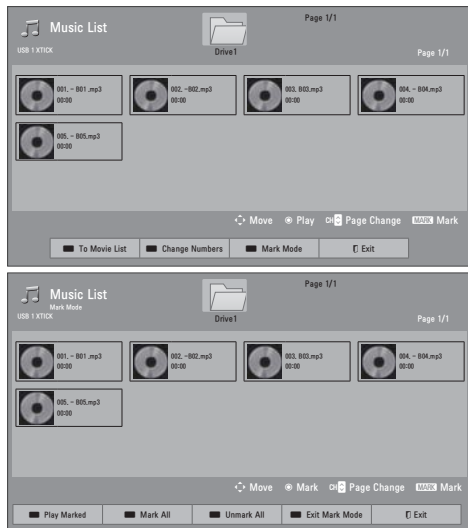 Music List
Page 1/1
USB 1 XTICK
Drive1
Page 1/1
001. - B01 .mp3
00:00
002. -B02.mp3
00:00
003. B03.mp3
00:00
004. - B04.mp3
00:00
005. - B05.mp3
00:00
Move Play CH Page Change MARK Mark
To Movie List Change Numbers Mark Mode Exit
Music List
Mark Mode
Page 1/1
USB 1 XTICK
Drive1
Page 1/1
001. - B01 .mp3
00:00
002. -B02.mp3
00:00
003. B03.mp3
00:00
004. - B04.mp3
00:00
005. - B05.mp3
00:00
Move Mark CH Page Change MARK Mark
Play Marked Mark All Unmark All Exit Mark Mode Exit